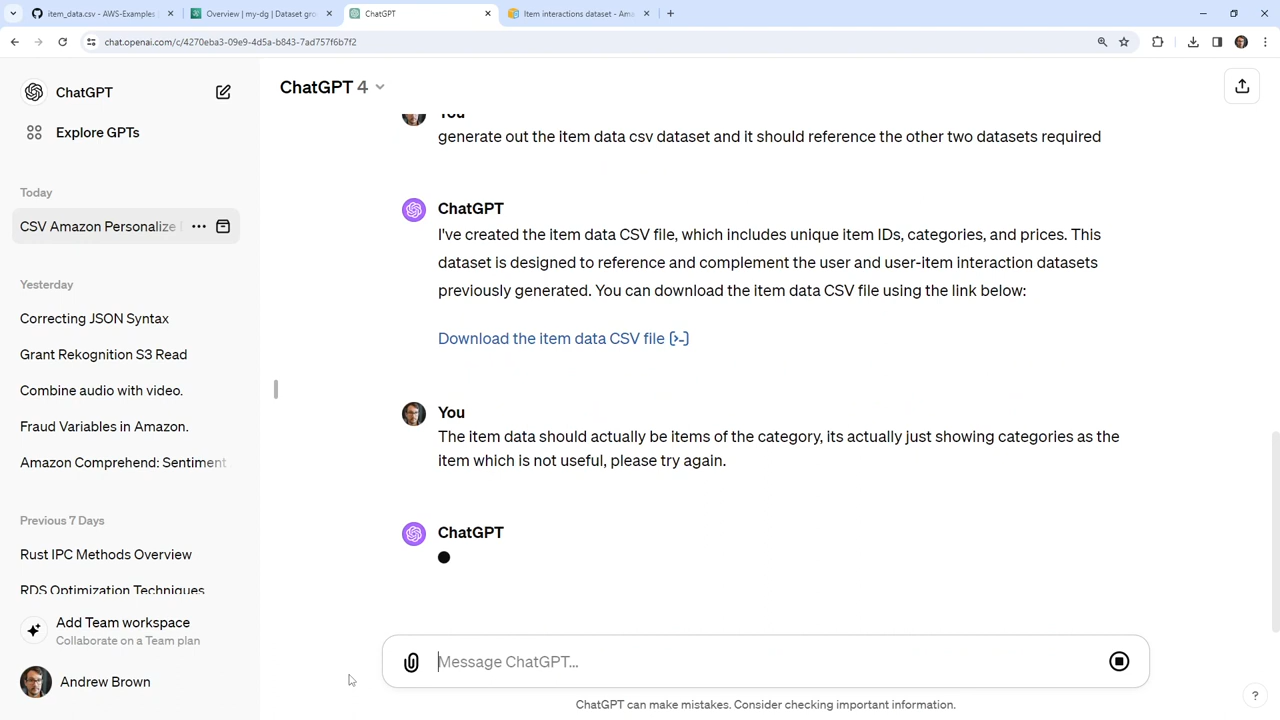 item_data.csv - AWS-Examples
Overview | my-dg | Dataset gro
ChatGPT
Item interactions dataset - Ama
chat.openai.com/c/4270eba3-09e9-4d5a-b843-7ad757f6b7f2
ChatGPT
Explore GPTs
Today
CSV Amazon Personalize
Yesterday
Correcting JSON Syntax
Grant Rekognition S3 Read
Combine audio with video.
Fraud Variables in Amazon.
Amazon Comprehend: Sentiment
Previous 7 Days
Rust IPC Methods Overview
RDS Optimization Techniques
Add Team workspace
Collaborate on a Team plan
Andrew Brown
ChatGPT 4
You
generate out the item data csv dataset and it should reference the other two datasets required
ChatGPT
I've created the item data CSV file, which includes unique item IDs, categories, and prices. This
dataset is designed to reference and complement the user and user-item interaction datasets
previously generated. You can download the item data CSV file using the link below:
Download the item data CSV file [>-]
You
The item data should actually be items of the category, its actually just showing categories as the
item which is not useful, please try again.
ChatGPT
Message ChatGPT...
ChatGPT can make mistakes. Consider checking important information.
?